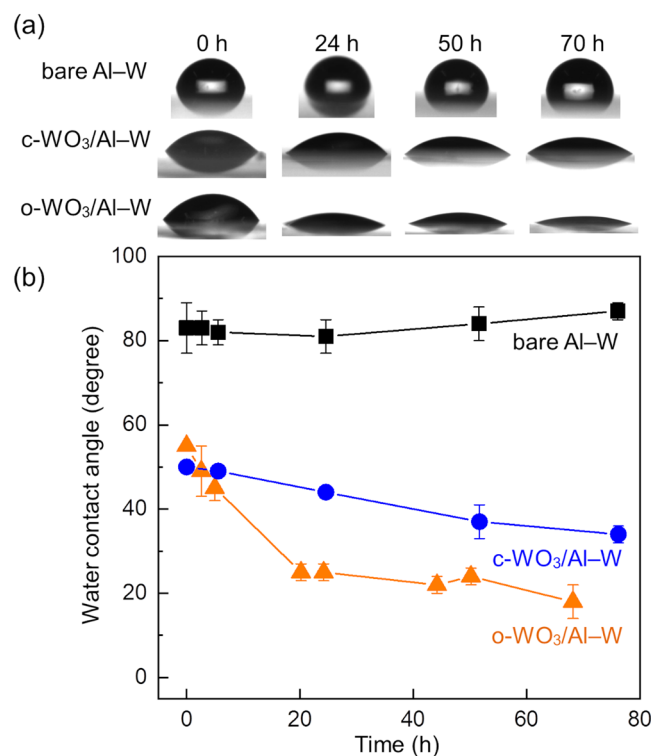 (a)
0 h 24 h 50 h 70 h
bare Al–W
c-WO₃/Al–W
o-WO₃/Al–W
(b)
100
80
60
40
20
0
Water contact angle (degree)
bare Al–W
c-WO₃/Al–W
o-WO₃/Al–W
0 20 40 60 80
Time (h)